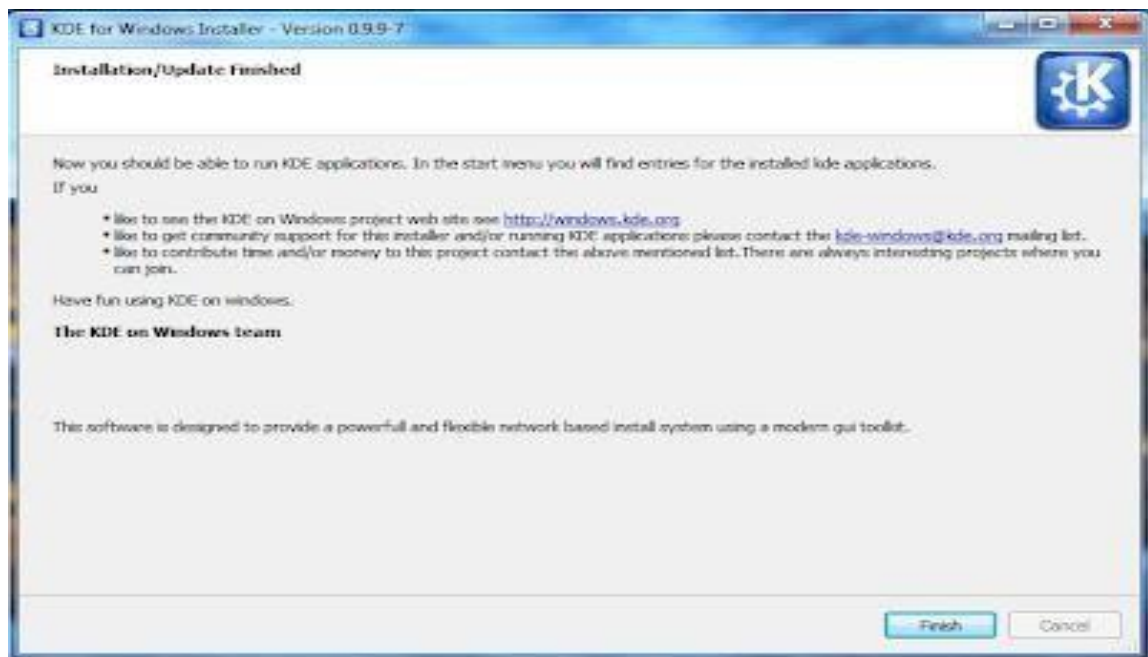 KDE for Windows Installer - Version 0.9.9-7
Installation/Update Finished
K
Now you should be able to run KDE applications. In the start menu you will find entries for the installed kde applications.
If you
• like to see the KDE on Windows project web site see http://windows.kde.org
• like to get community support for this installer and/or running KDE applications please contact the kde-windows@kde.org mailing list.
• like to contribute time and/or money to this project contact the above mentioned list.There are always interesting projects where you
can join.
Have fun using KDE on windows.
The KDE on Windows team
This software is designed to provide a powerfull and flexible network based install system using a modern gui toolkit.
Finish
Cancel